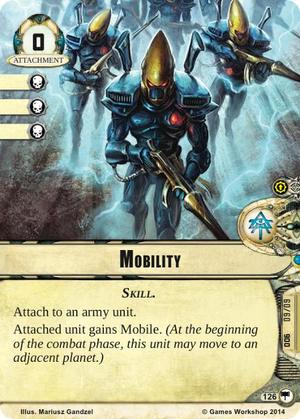 0
ATTACHMENT
MOBILITY
SKILL.
Attach to an army unit.
Attached unit gains Mobile. (At the beginning
of the combat phase, this unit may move to an
adjacent planet.)
006 09/09
Illus. Mariusz Gandzel
© Games Workshop 2014
126